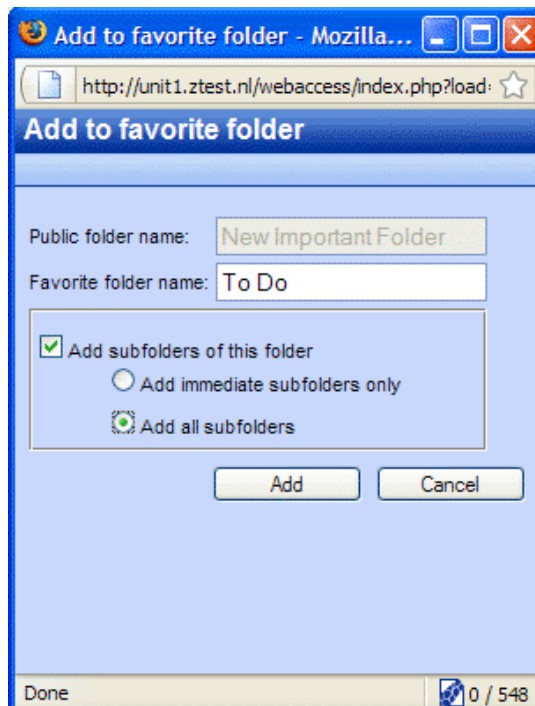 Add to favorite folder - Mozilla...
http://unit1.ztest.nl/webaccess/index.php?load=
Add to favorite folder
Public folder name: New Important Folder
Favorite folder name: To Do
Add subfolders of this folder
Add immediate subfolders only
Add all subfolders
Add Cancel
Done 0 / 548